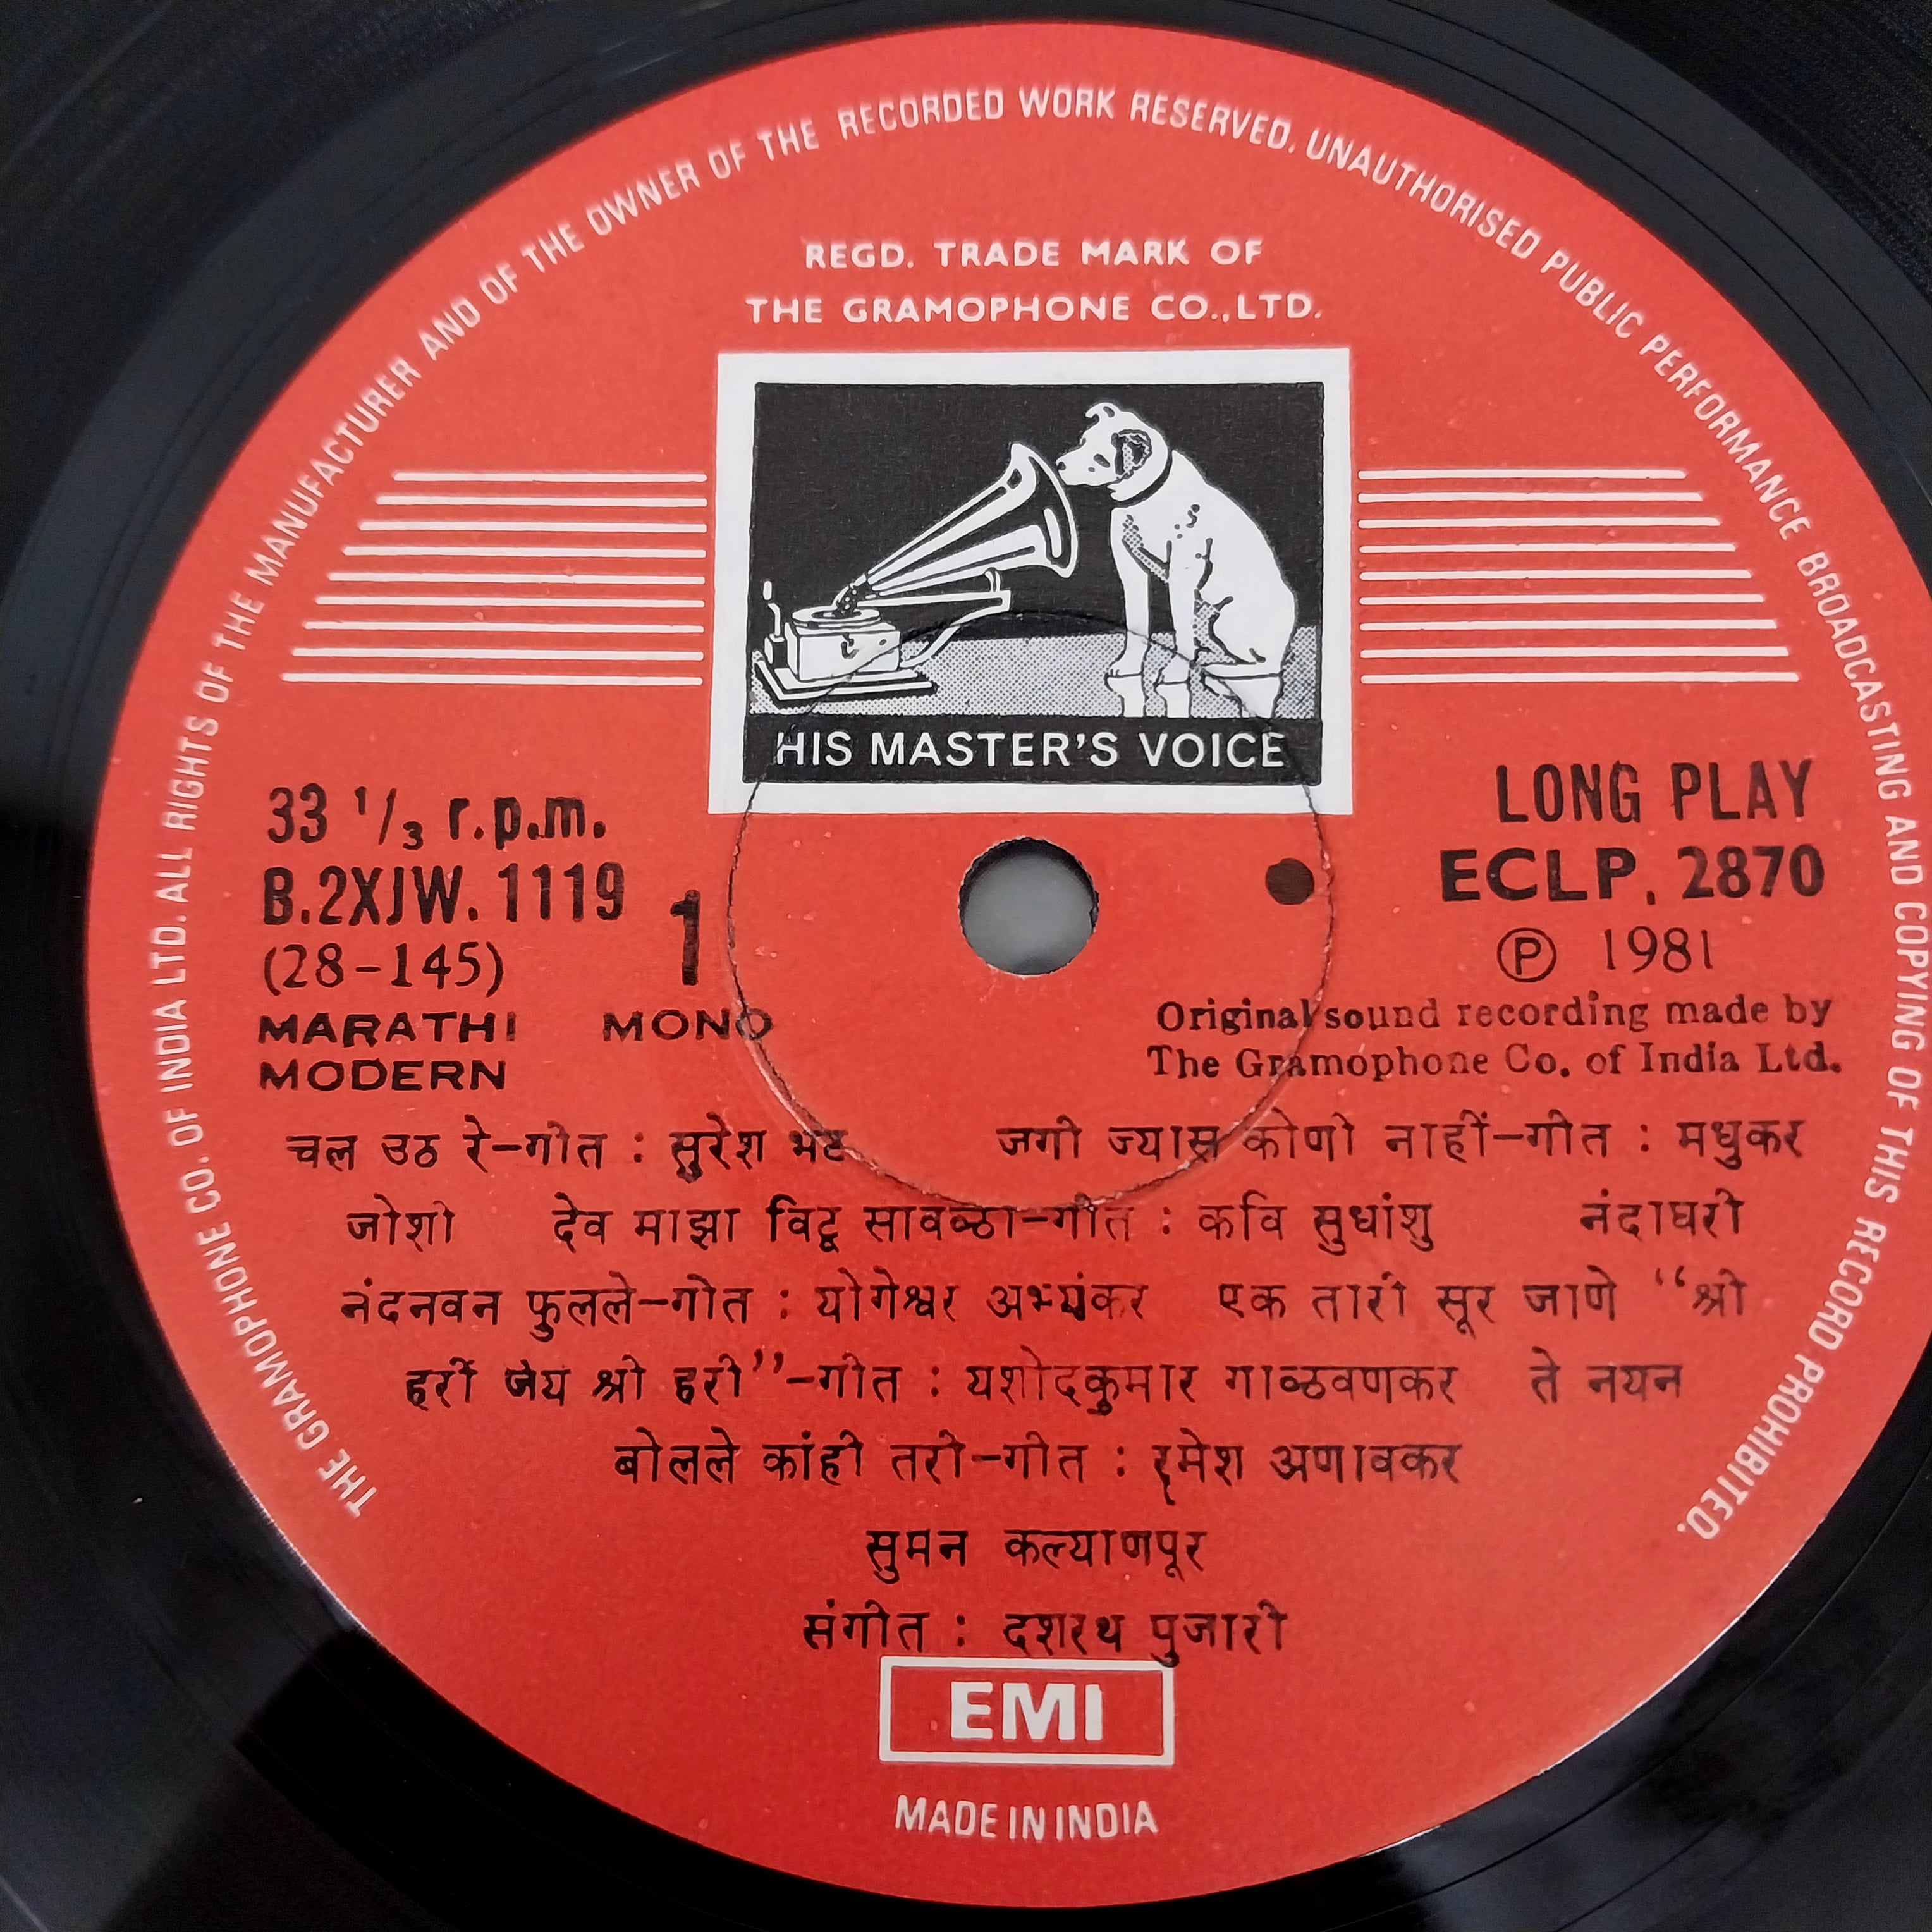 THE GRAMOPHONE CO. OF INDIA LTD. ALL RIGHTS OF THE MANUFACTURER AND OF THE OWNER OF THE RECORDED WORK RESERVED. UNAUTHORISED PUBLIC PERFORMANCE BROADCASTING AND COPYING OF THIS RECORD PROHIBITED.
REGD. TRADE MARK OF
THE GRAMOPHONE CO.,LTD.
HIS MASTER'S VOICE
33 1/3 r.p.m.
B.2XJW. 1119
1
(28-145)
MARATHI MONO
MODERN
LONG PLAY
ECLP. 2870
℗ 1981
Original sound recording made by
The Gramophone Co. of India Ltd.
चल उठ रे-गीत : सुरेश भट जगी ज्यास कोणी नाहीं-गीत : मधुकर
जोशी देव माझा विटू सावळा-गीत : कवि सुधांशु नंदाघरी
नंदनवन फुलले-गीत : योगेश्वर अभ्यंकर एक तारी सूर जाणे “श्री
हरी जय श्री हरी”-गीत : यशोदकुमार गाळवणकर ते नयन
बोलले कांही तरी-गीत : रमेश अणावकर
सुमन कल्याणपूर
संगीत : दशरथ पुजारी
EMI
MADE IN INDIA